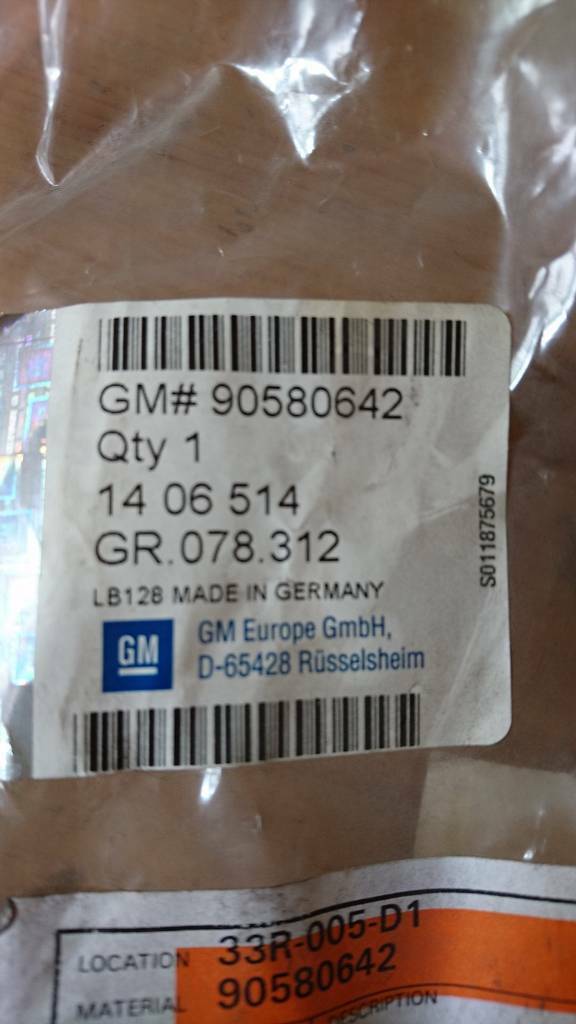 GM# 90580642
Qty 1
14 06 514
GR.078.312
S011875679
LB128 MADE IN GERMANY
GM
GM Europe GmbH,
D-65428 Rüsselsheim
LOCATION 33R-005-D1
MATERIAL 90580642
DESCRIPTION